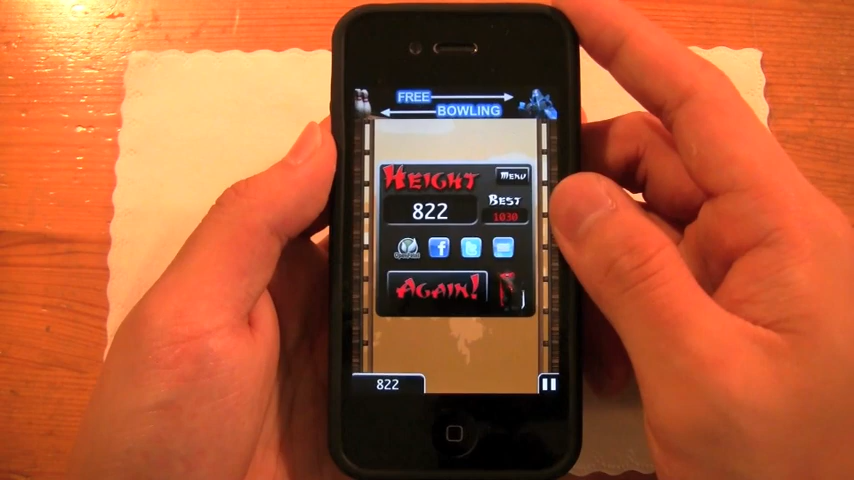 FREE
BOWLING
HEIGHT
MENU
822
BEST
1030
f
t
AGAIN!
822